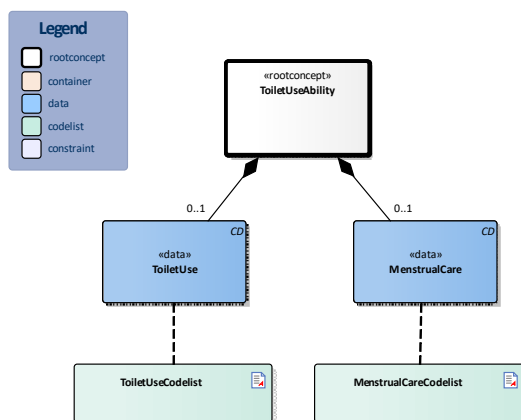 Legend
rootconcept
container
data
codelist
constraint
«rootconcept»
ToiletUseAbility
0..1
0..1
CD
«data»
ToiletUse
CD
«data»
MenstrualCare
ToiletUseCodelist
MenstrualCareCodelist